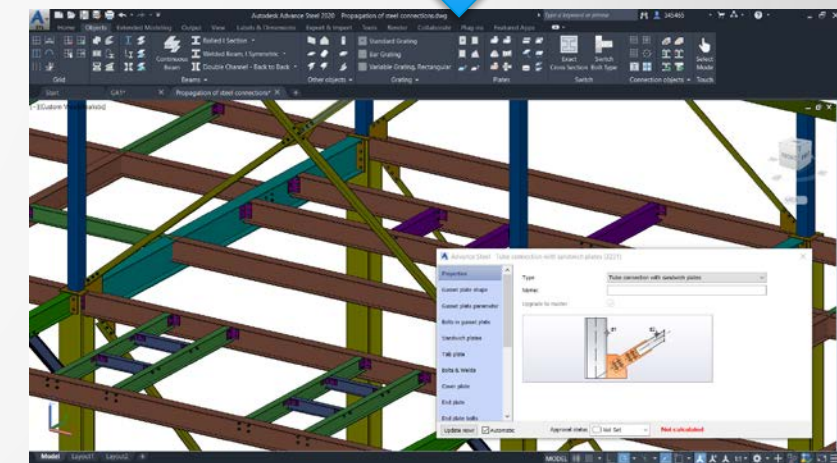 Autodesk Advance Steel 2020 Propagation of steel connections.dwg
Type a keyword or phrase
345465
Home Objects Extended Modeling Output View Labels & Dimensions Export & Import Tools Render Collaborate Plug-ins Featured Apps
Continuous Beam
Bolted I Section
Welded Beam, I Symmetric
Double Channel - Back to Back
Standard Grating
Bar Grating
Variable Grating, Rectangular
Exact Cross Section
Switch Bolt Type
Select Mode
Grid
Beams
Other objects
Grating
Plates
Switch
Connection objects
Touch
Start
GA1*
Propagation of steel connections*
FRONT
Advance Steel Tube connection with sandwich plates
Properties
Gusset plate shape
Gusset plate parameter
Bolts in gusset plate
Sandwich plates
Tab plate
Bolts & Welds
Cover plate
End plate
End plate bolts
Type
Tube connection with sandwich plates
Name:
Upgrade to master
Update now!
Automatic
Approval status
Not Set
Not calculated
Model Layout1 Layout2 +
MODEL